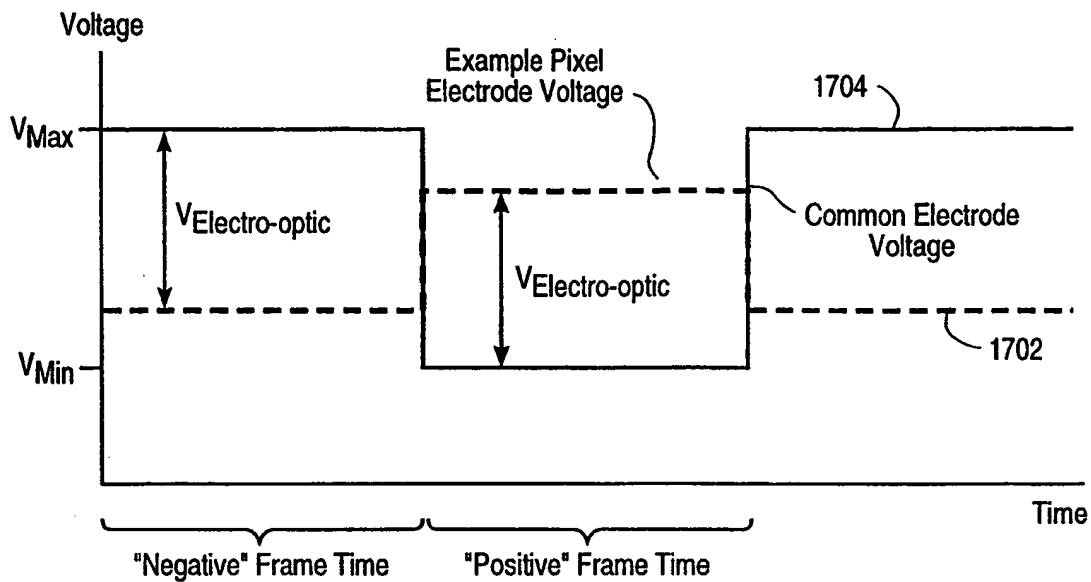 Voltage
Example Pixel
Electrode Voltage
1704
VMax
VElectro-optic
Common Electrode
Voltage
VElectro-optic
1702
VMin
Time
"Negative" Frame Time
"Positive" Frame Time